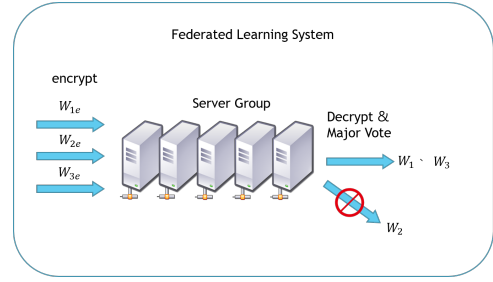 Federated Learning System
encrypt
W1e
W2e
W3e
Server Group
Decrypt &
Major Vote
W1 、 W3
W2